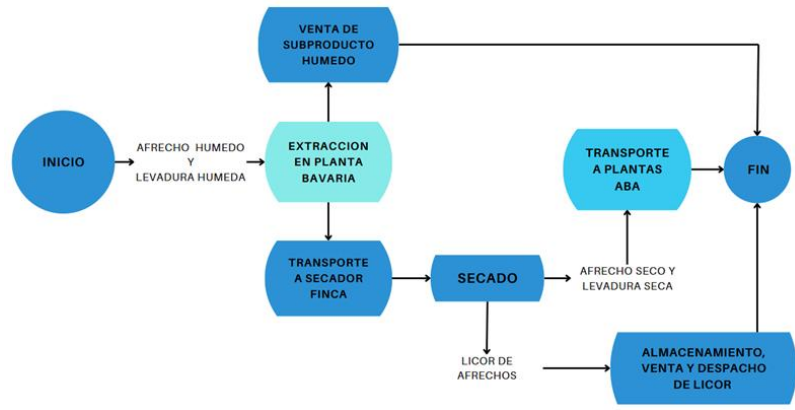 VENTA DE
SUBPRODUCTO
HUMEDO
INICIO
AFRECHO HUMEDO
Y
LEVADURA HUMEDA
EXTRACCION
EN PLANTA
BAVARIA
TRANSPORTE
A PLANTAS
ABA
FIN
TRANSPORTE
A SECADOR
FINCA
SECADO
AFRECHO SECO Y
LEVADURA SECA
LICOR DE
AFRECHOS
ALMACENAMIENTO,
VENTA Y DESPACHO
DE LICOR